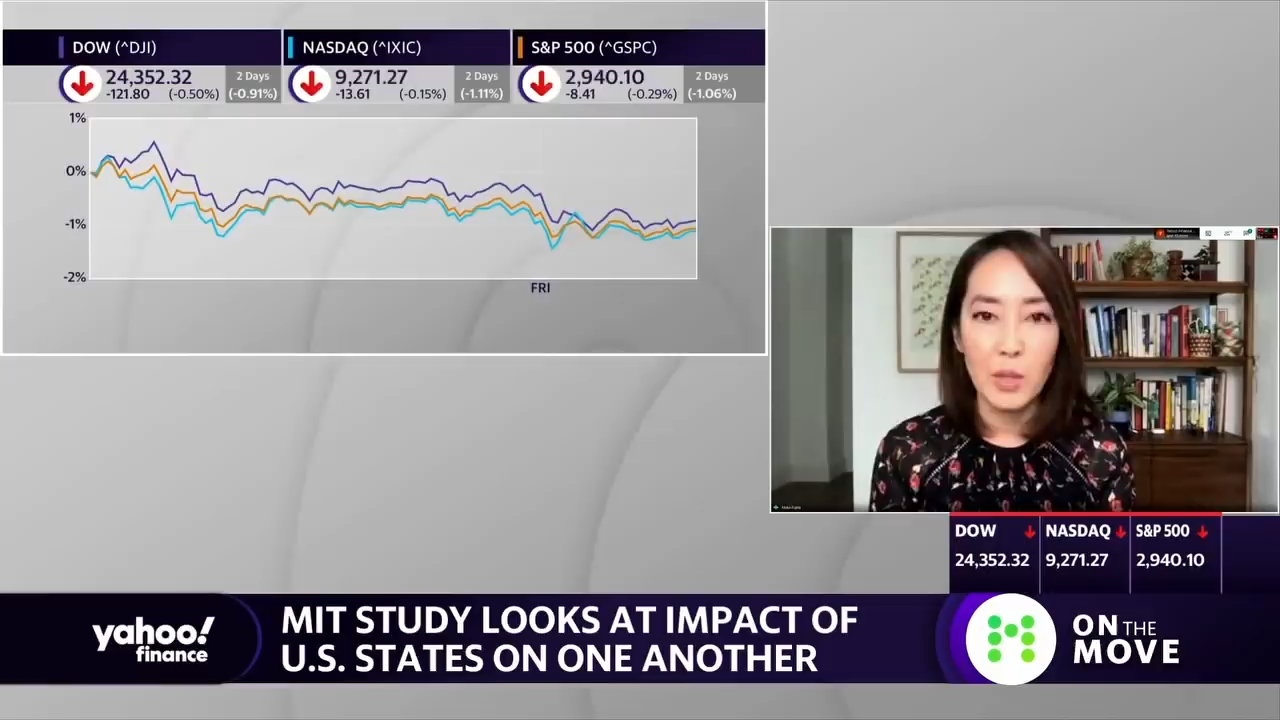 DOW (^DJI)
24,352.32
-121.80 (-0.50%)
2 Days
(-0.91%)
NASDAQ (^IXIC)
9,271.27
-13.61 (-0.15%)
2 Days
(-1.11%)
S&P 500 (^GSPC)
2,940.10
-8.41 (-0.29%)
2 Days
(-1.06%)
1%
0%
-1%
-2%
FRI
DOW
24,352.32
NASDAQ
9,271.27
S&P 500
2,940.10
yahoo!
finance
MIT STUDY LOOKS AT IMPACT OF
U.S. STATES ON ONE ANOTHER
ON THE
MOVE